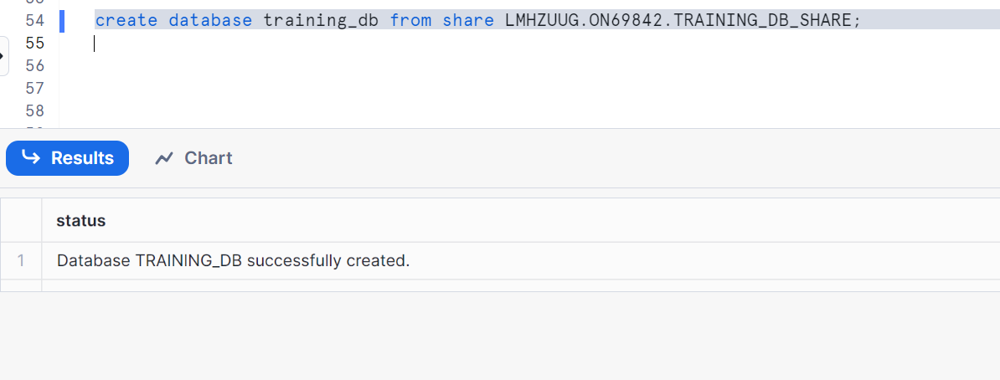 54 create database training_db from share LMHZUUG.ON69842.TRAINING_DB_SHARE;
55
56
57
58
Results Chart
status
1 Database TRAINING_DB successfully created.